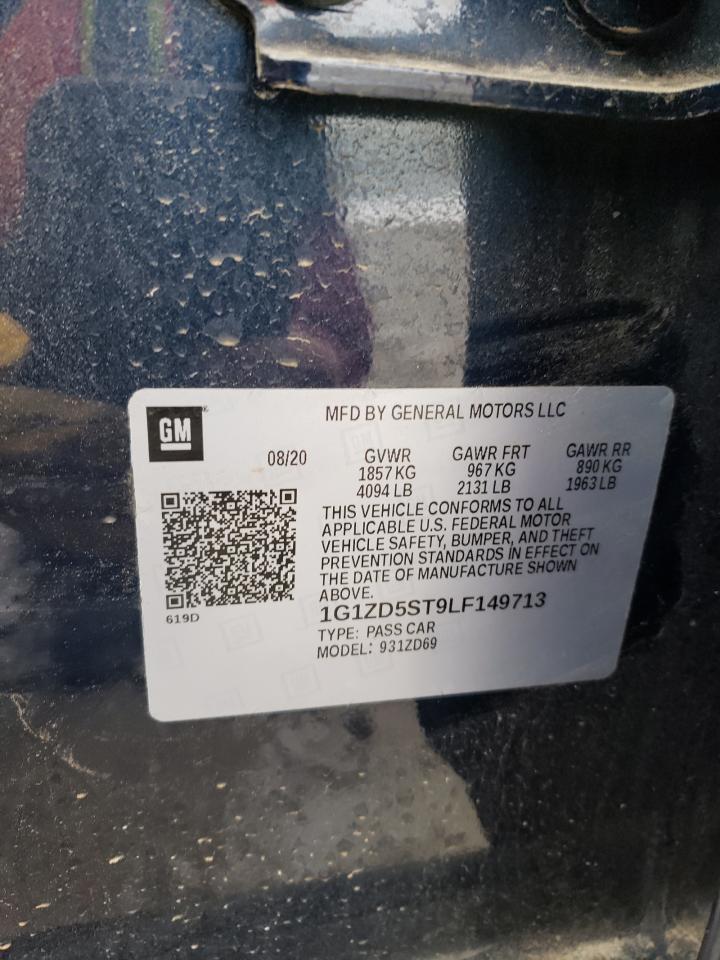 GM
MFD BY GENERAL MOTORS LLC
08/20
GVWR GAWR FRT GAWR RR
1857 KG 967 KG 890 KG
4094 LB 2131 LB 1963 LB
THIS VEHICLE CONFORMS TO ALL
APPLICABLE U.S. FEDERAL MOTOR
VEHICLE SAFETY, BUMPER, AND THEFT
PREVENTION STANDARDS IN EFFECT ON
THE DATE OF MANUFACTURE SHOWN
ABOVE.
619D
1G1ZD5ST9LF149713
TYPE: PASS CAR
MODEL: 931ZD69